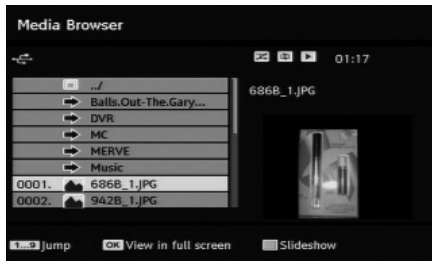 Media Browser
01:17
../
686B_1.JPG
Balls.Out-The.Gary...
DVR
MC
MERVE
Music
0001. 686B_1.JPG
0002. 942B_1.JPG
1...9 Jump OK View in full screen Slideshow